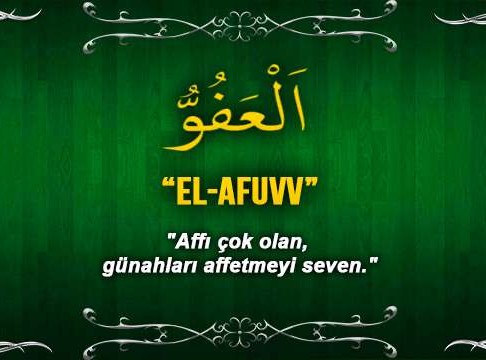 اَلْعَفُوُّ
“EL-AFUVV”
"Affı çok olan,
günahları affetmeyi seven."